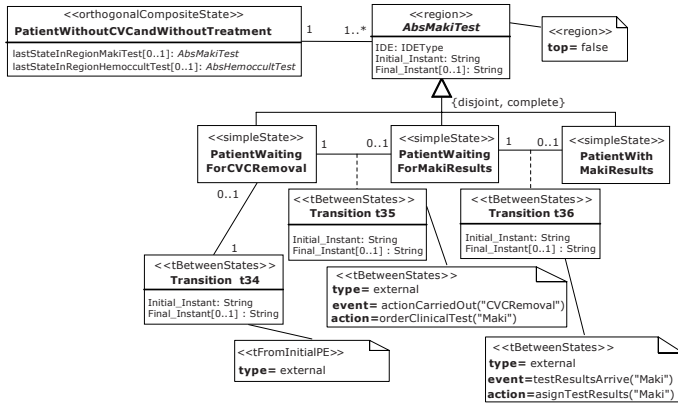 <<orthogonalCompositeState>>
PatientWithoutCVCandWithoutTreatment
lastStateInRegionMakiTest[0..1]: AbsMakiTest
lastStateInRegionHemoccultTest[0..1]: AbsHemoccultTest
1
1..*
<<region>>
AbsMakiTest
IDE: IDEType
Initial_Instant: String
Final_Instant[0..1]: String
<<region>>
top= false
{disjoint, complete}
<<simpleState>>
PatientWaiting
ForCVCRemoval
1
0..1
<<simpleState>>
PatientWaiting
ForMakiResults
1
0..1
<<simpleState>>
PatientWith
MakiResults
0..1
1
<<tBetweenStates>>
Transition t35
Initial_Instant: String
Final_Instant[0..1] : String
<<tBetweenStates>>
Transition t36
Initial_Instant: String
Final_Instant[0..1] : String
<<tBetweenStates>>
Transition t34
Initial_Instant: String
Final_Instant[0..1] : String
<<tBetweenStates>>
type= external
event= actionCarriedOut("CVCRemoval")
action=orderClinicalTest("Maki")
<<tFromInitialPE>>
type= external
<<tBetweenStates>>
type= external
event=testResultsArrive("Maki")
action=asignTestResults("Maki")